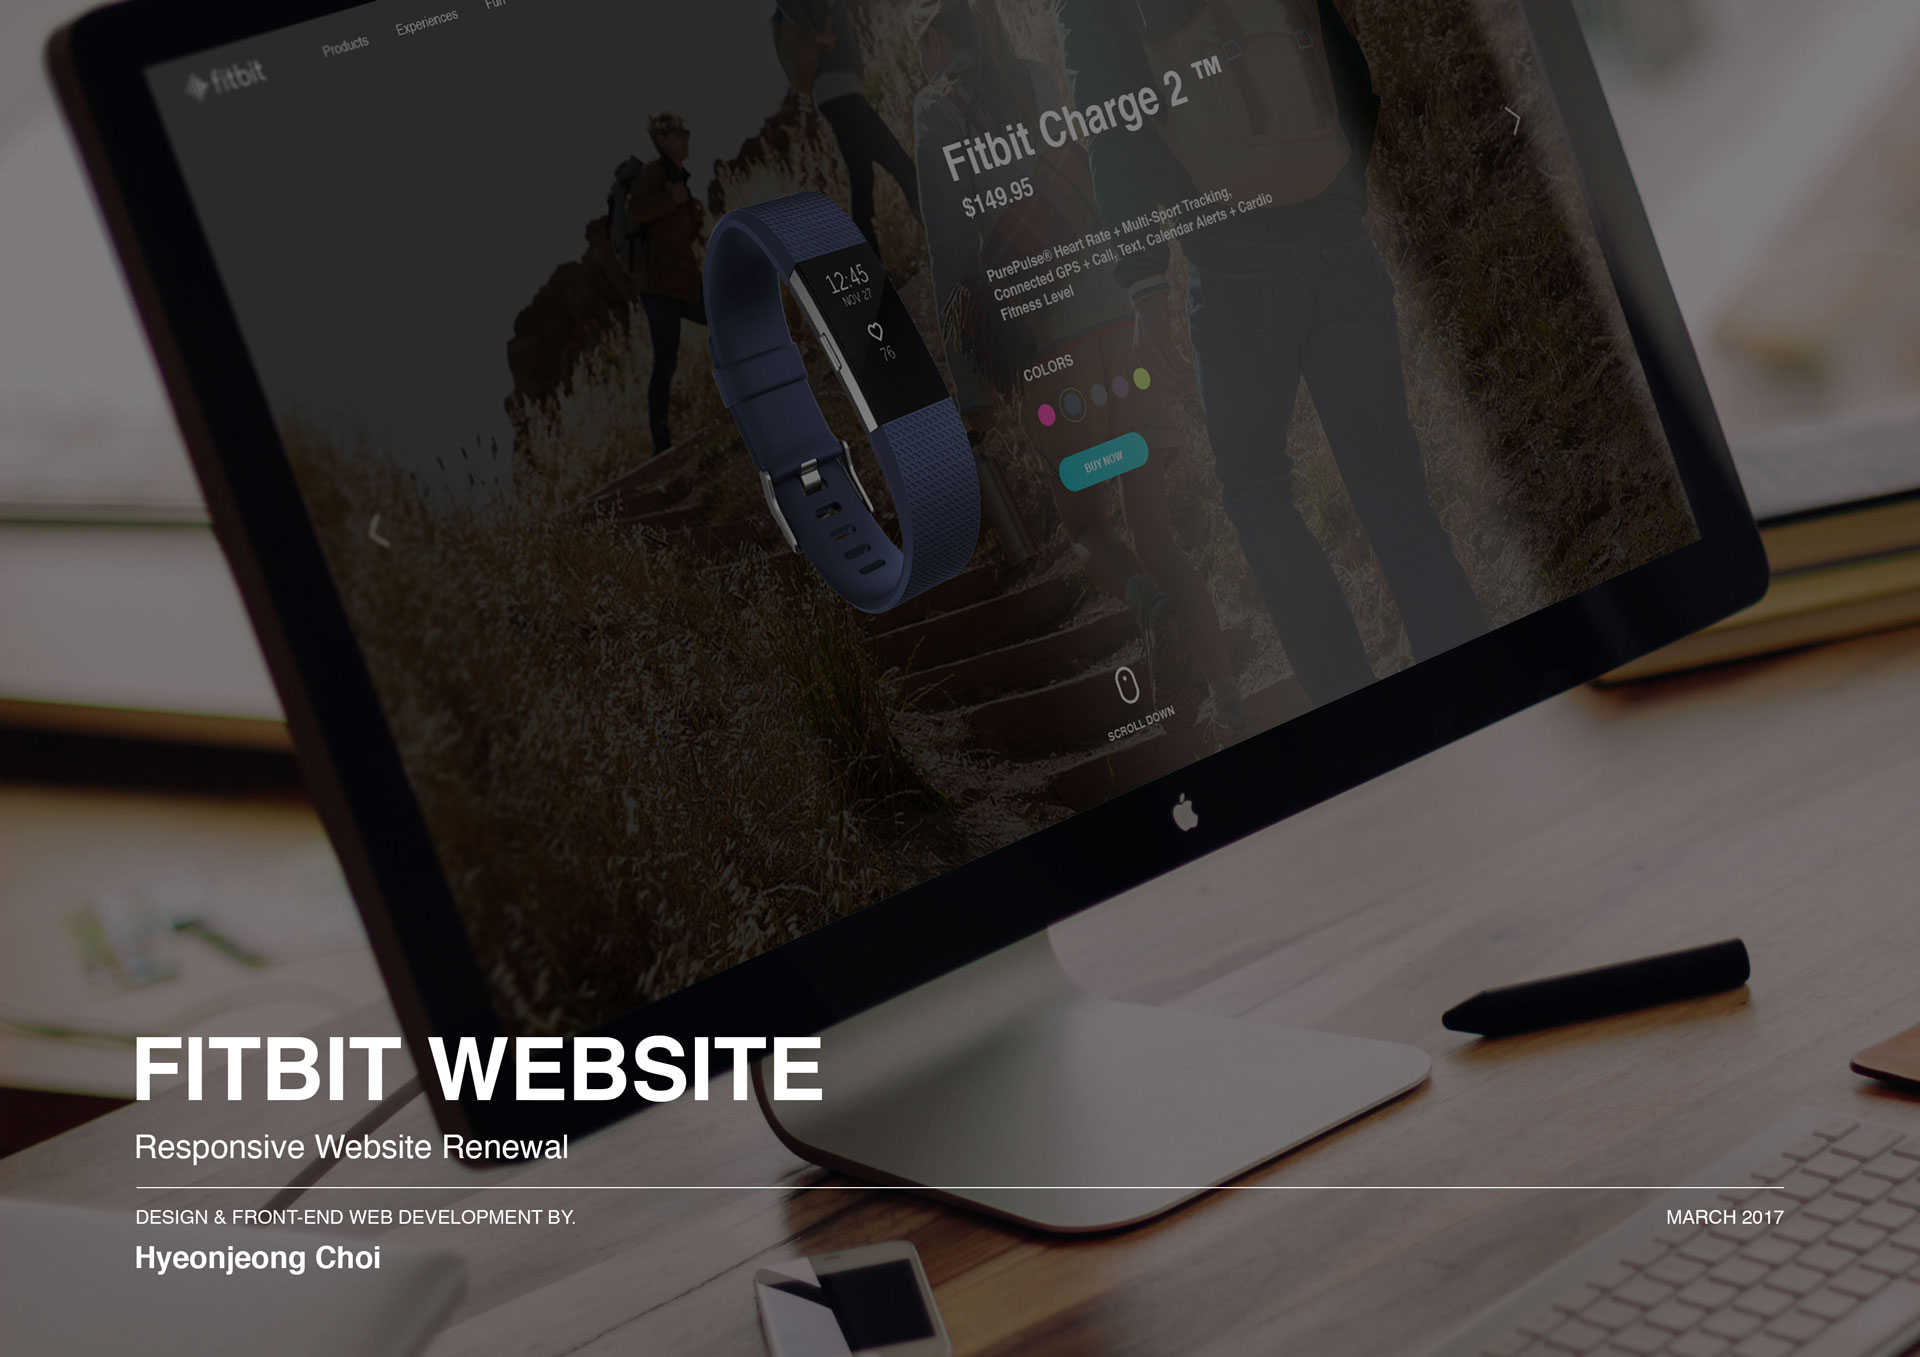 fitbit
Products
Experiences
Fun
Fitbit Charge 2 ™
$149.95
PurePulse® Heart Rate + Multi-Sport Tracking,
Connected GPS + Call, Text, Calendar Alerts + Cardio
Fitness Level
COLORS
BUY NOW
12:45
NOV 27
76
SCROLL DOWN
FITBIT WEBSITE
Responsive Website Renewal
DESIGN & FRONT-END WEB DEVELOPMENT BY.
MARCH 2017
Hyeonjeong Choi